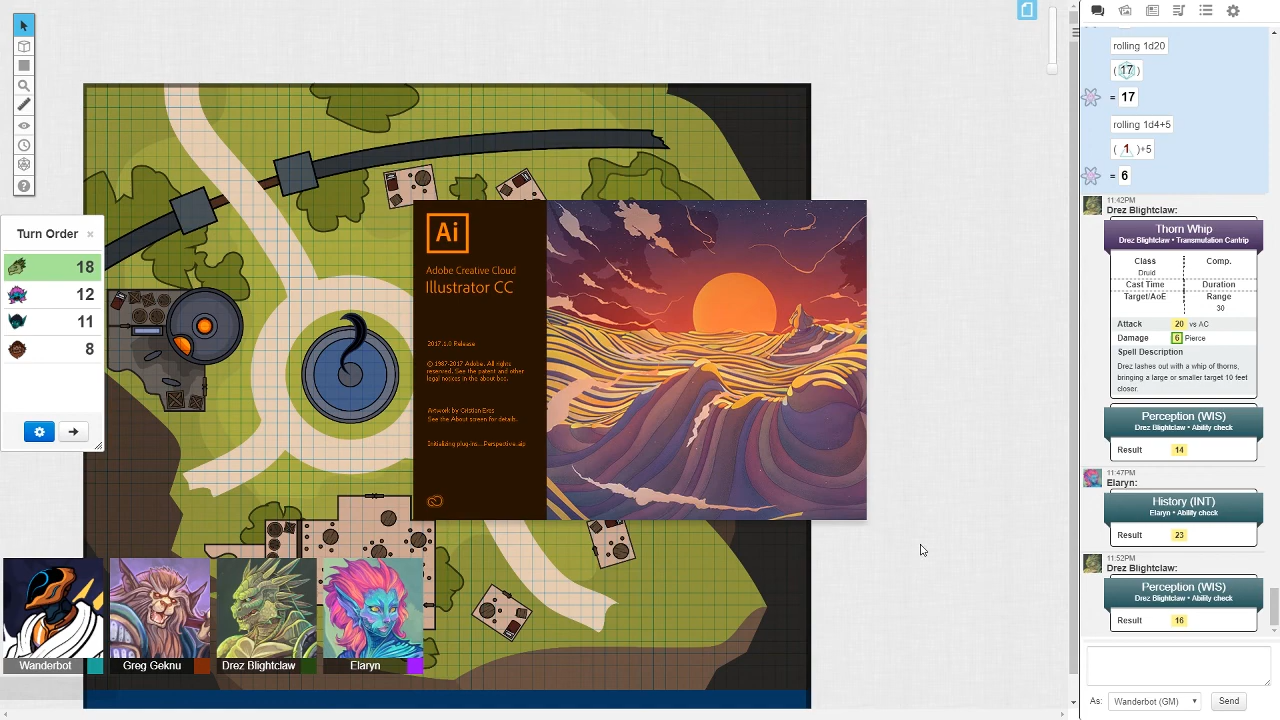 Turn Order ×
18
12
11
8
Ai
Adobe Creative Cloud
Illustrator CC
2017.1.0 Release
© 1987-2017 Adobe. All rights
reserved. See the patent and other
legal notices in the about box.
Artwork by Cristian Eres
See the About screen for details.
Initializing plug-ins...Perspective.aip
Wanderbot
Greg Geknu
Drez Blightclaw
Elaryn
rolling 1d20
(17)
= 17
rolling 1d4+5
(1)+5
= 6
11:42PM
Drez Blightclaw:
Thorn Whip
Drez Blightclaw • Transmutation Cantrip
Class Comp.
Druid
Cast Time Duration
Target/AoE Range
30
Attack 20 vs AC
Damage 6 Pierce
Spell Description
Drez lashes out with a whip of thorns,
bringing a large or smaller target 10 feet
closer.
Perception (WIS)
Drez Blightclaw • Ability check
Result 14
11:47PM
Elaryn:
History (INT)
Elaryn • Ability check
Result 23
11:52PM
Drez Blightclaw:
Perception (WIS)
Drez Blightclaw • Ability check
Result 16
As: Wanderbot (GM) Send